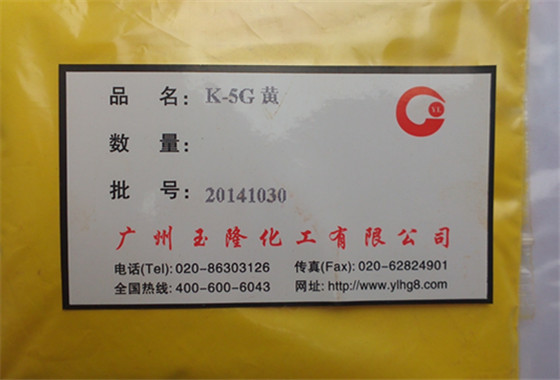 品 名: K-5G 黄
YL
数 量:
批 号: 20141030
广州玉隆化工有限公司
电话(Tel): 020-86303126 传真(Fax): 020-62824901
全国热线: 400-600-6043 网址: http://www.ylhg8.com